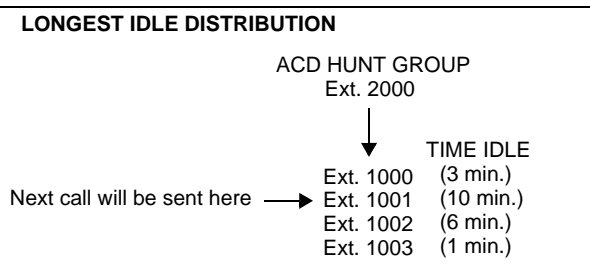 LONGEST IDLE DISTRIBUTION
ACD HUNT GROUP
Ext. 2000
TIME IDLE
Ext. 1000 (3 min.)
Next call will be sent here Ext. 1001 (10 min.)
Ext. 1002 (6 min.)
Ext. 1003 (1 min.)